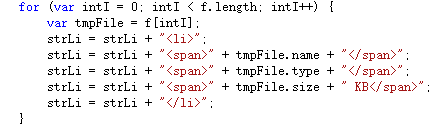 for (var intI = 0; intI < f.length; intI++) {
var tmpFile = f[intI];
strLi = strLi + "<li>";
strLi = strLi + "<span>" + tmpFile.name + "</span>";
strLi = strLi + "<span>" + tmpFile.type + "</span>";
strLi = strLi + "<span>" + tmpFile.size + " KB</span>";
strLi = strLi + "</li>";
}